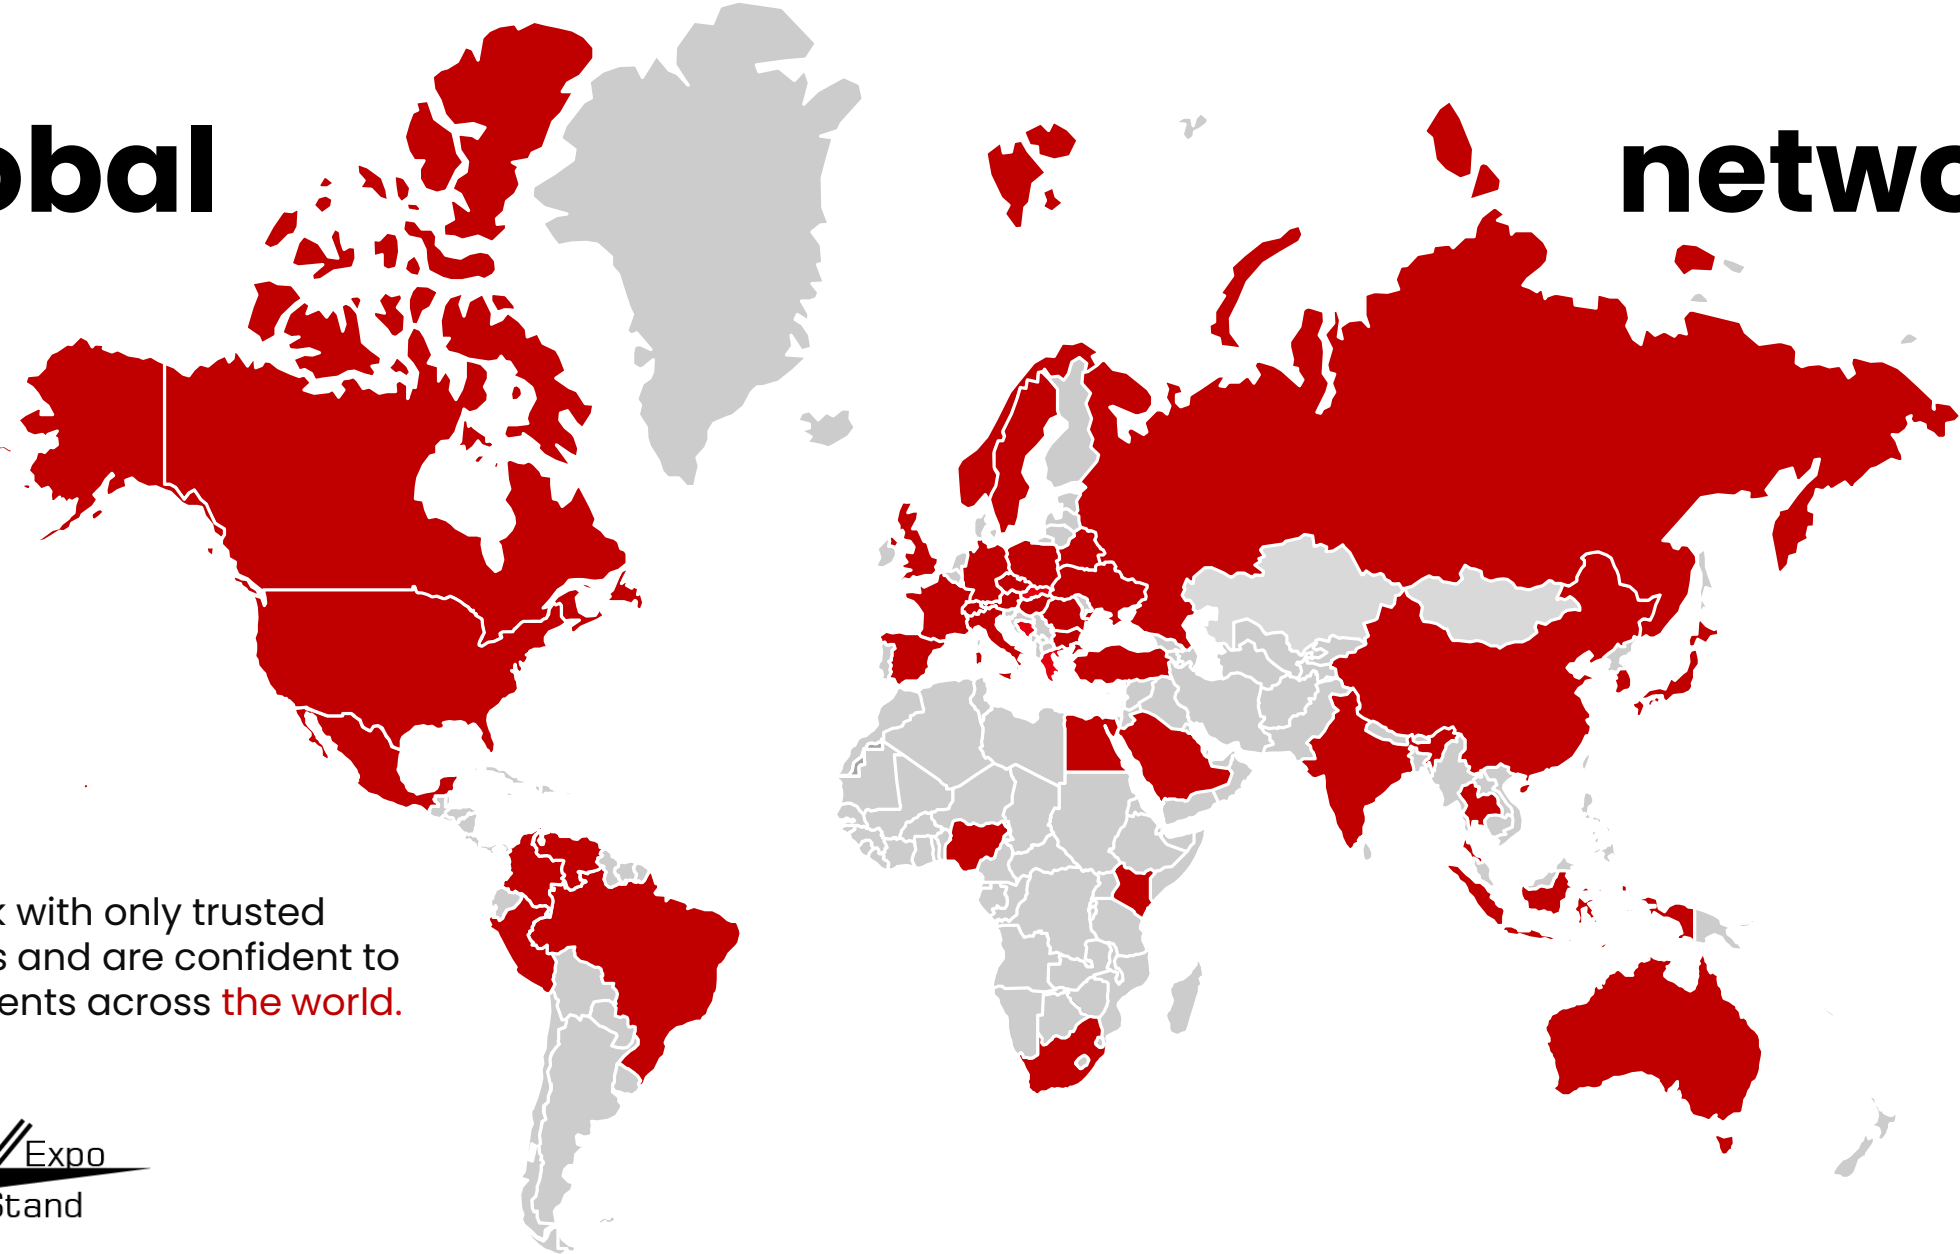 obal
netwo
k with only trusted
s and are confident to
ents across the world.
Expo
Stand